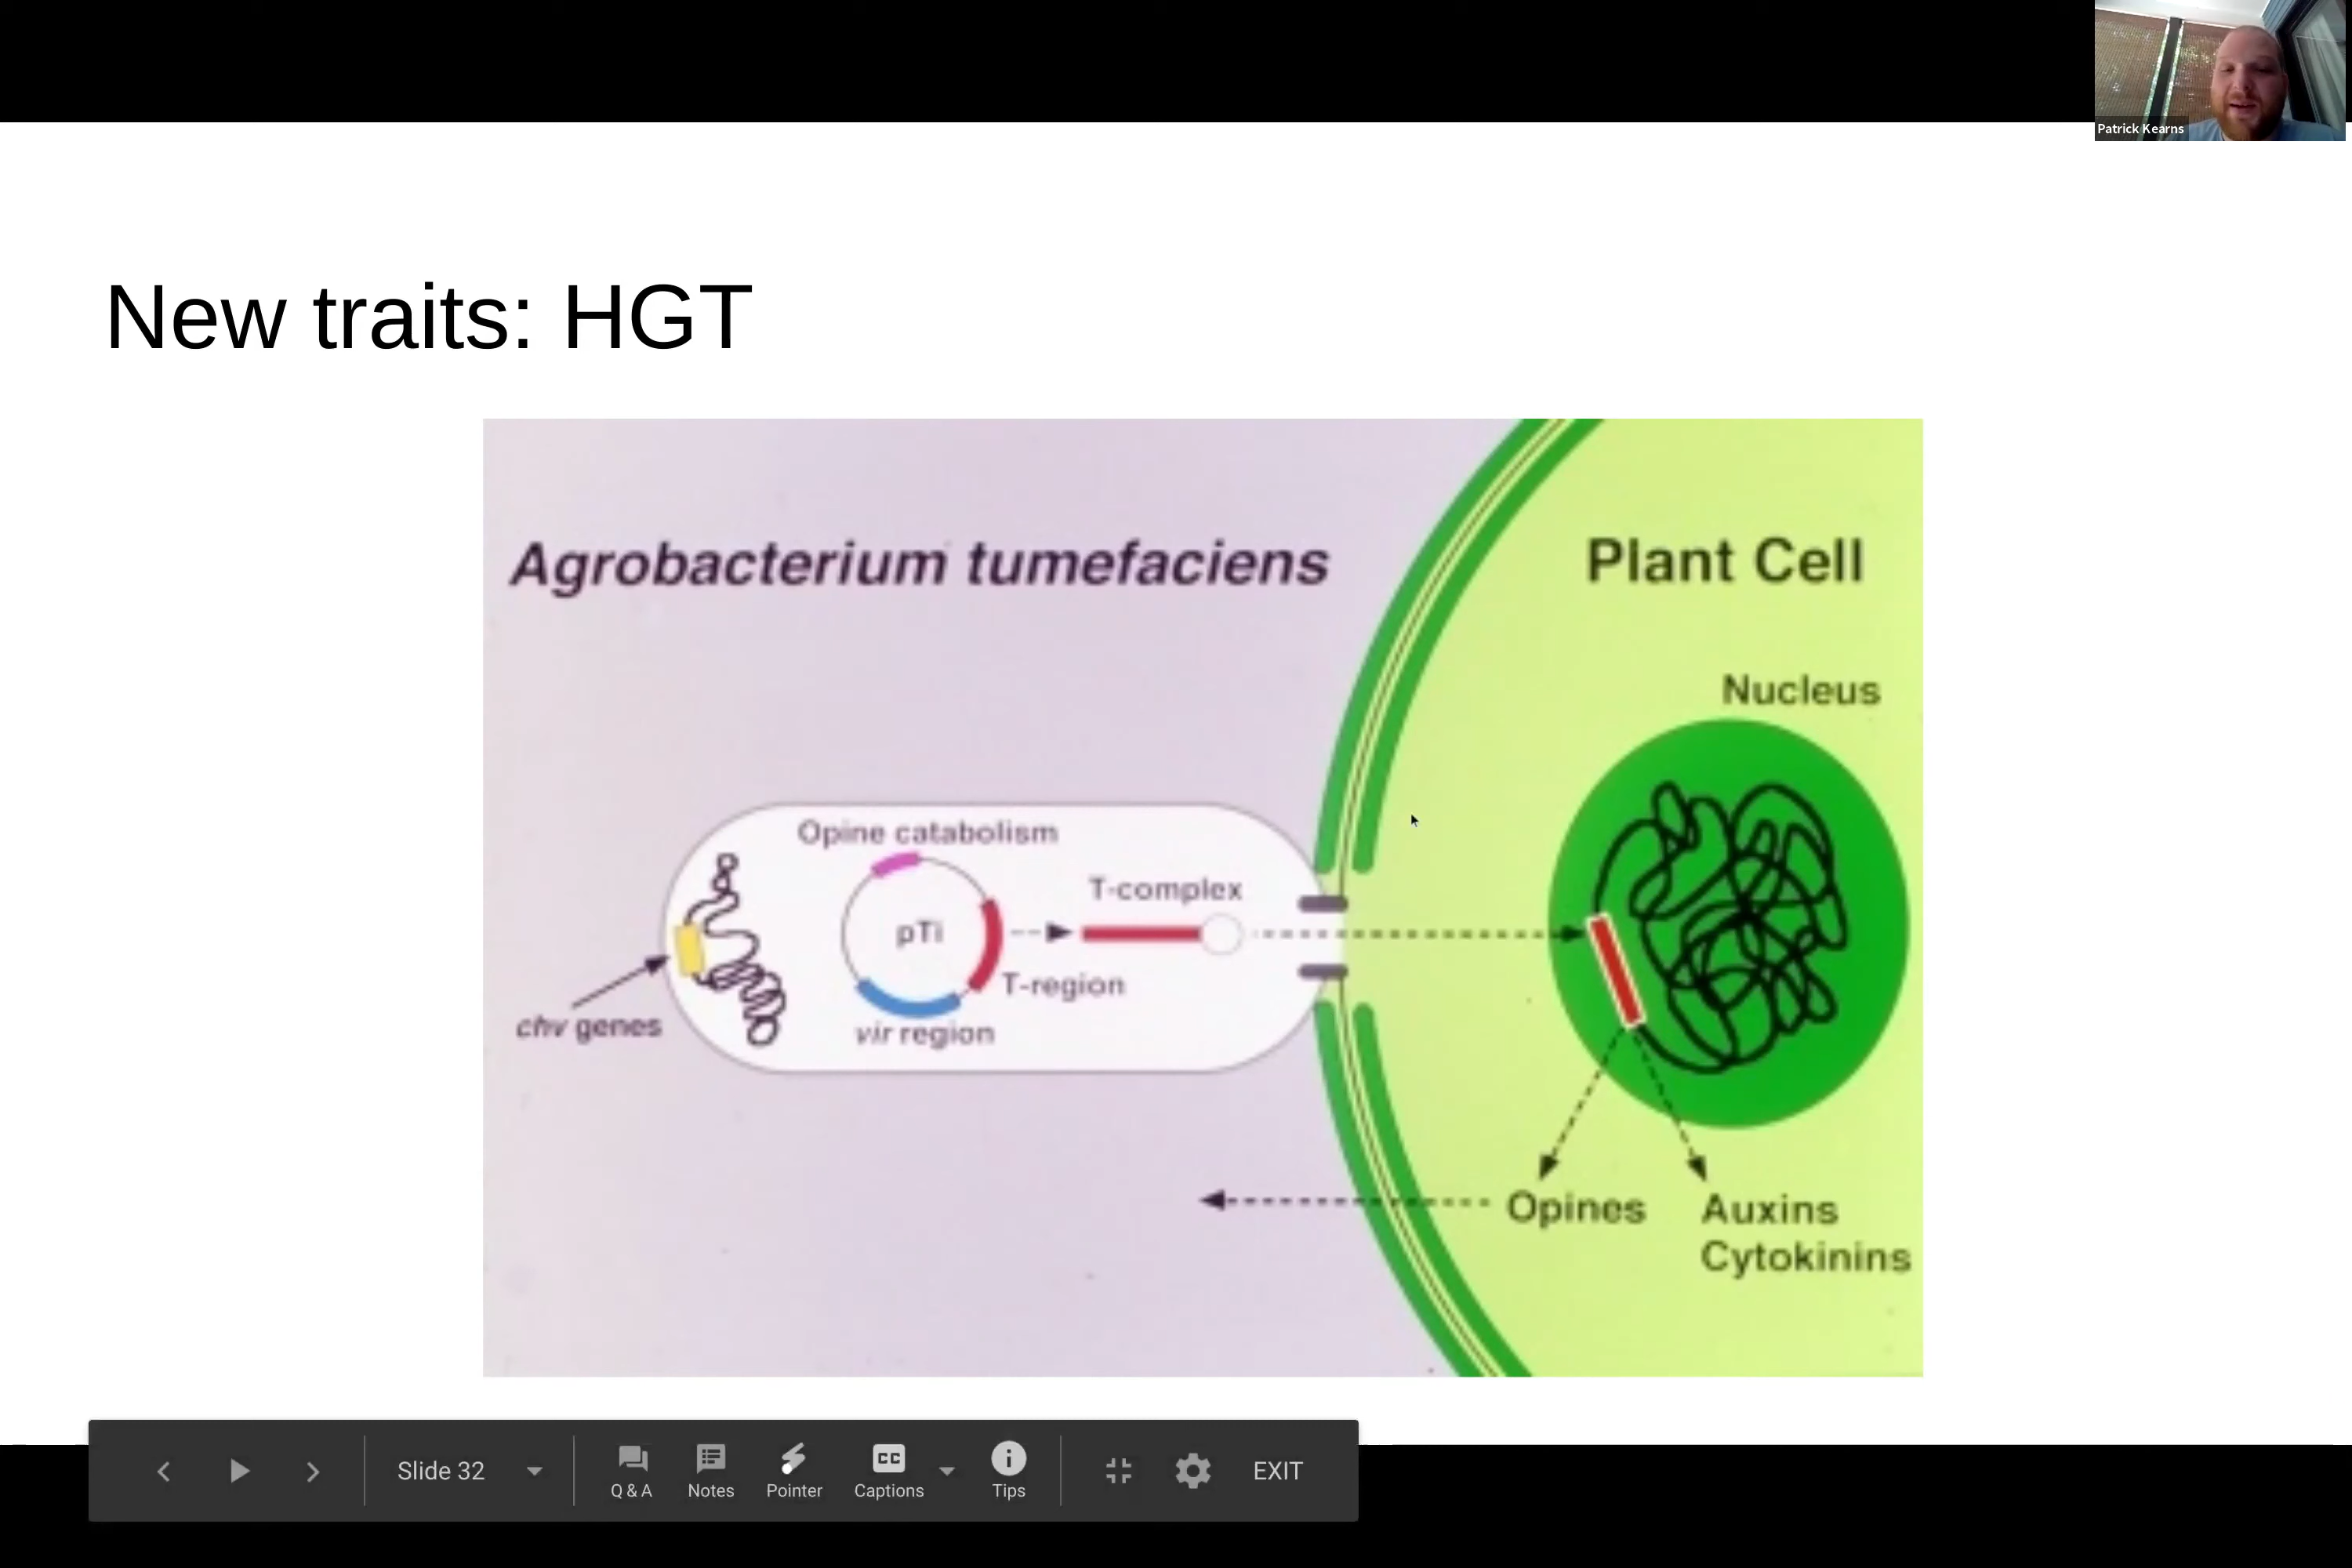 Patrick Kearns
New traits: HGT
Agrobacterium tumefaciens
Plant Cell
Nucleus
Opine catabolism
T-complex
pTi
T-region
chv genes
vir region
Opines
Auxins
Cytokinins
Slide 32
Q & A
Notes
Pointer
CC
Captions
Tips
EXIT